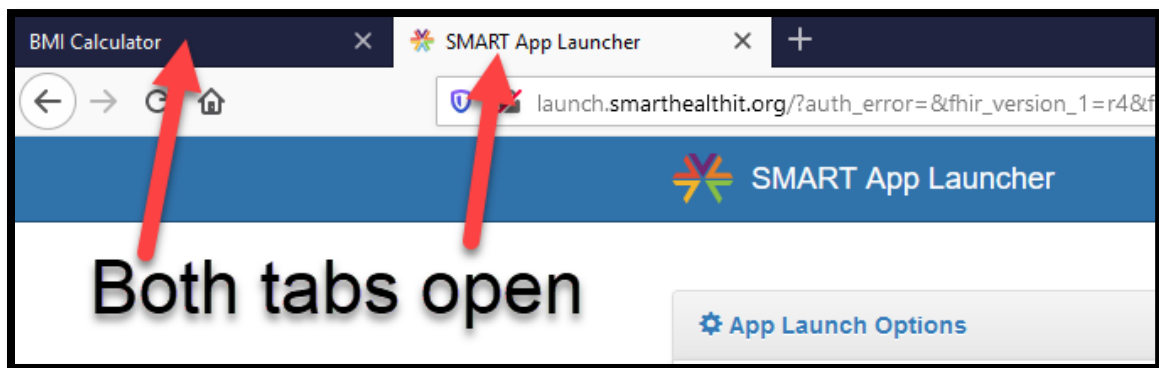 BMI Calculator
SMART App Launcher
launch.smarthealthit.org/?auth_error=&fhir_version_1=r4&f
SMART App Launcher
Both tabs open
App Launch Options